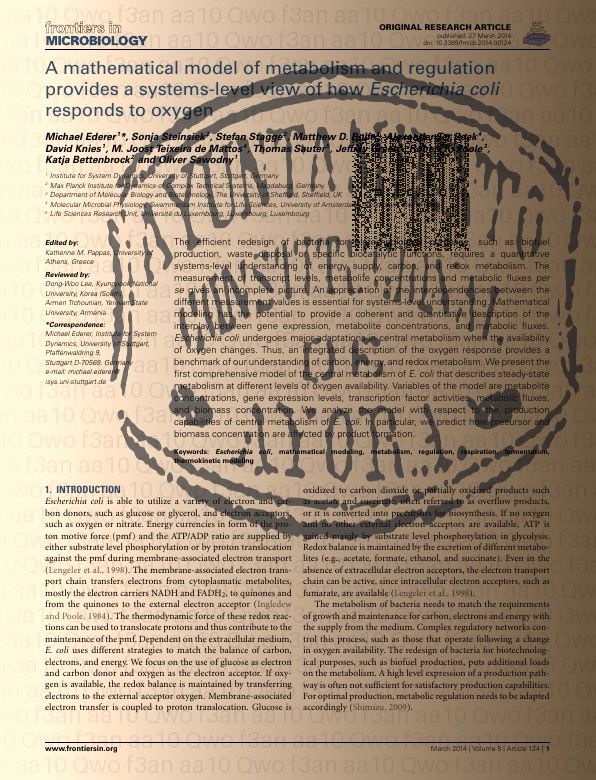 frontiers in
MICROBIOLOGY
ORIGINAL RESEARCH ARTICLE
published: 27 March 2014
doi: 10.3389/fmicb.2014.00124
A mathematical model of metabolism and regulation
provides a systems-level view of how Escherichia coli
responds to oxygen
Michael Ederer¹*, Sonja Steinsiek², Stefan Stagge², Matthew D.
David Knies¹, M. Joost Teixeira de Mattos⁴, Thomas Sauter⁵,
Katja Bettenbrock² and Oliver Sawodny¹
¹ Institute for System Dynamics, University of Stuttgart, Stuttgart, Germany
² Max Planck Institute for Dynamics of Complex Technical Systems, Magdeburg, Germany
³ Department of Molecular Biology and Biotechnology, The University of Sheffield, Sheffield, UK
⁴ Molecular Microbial Physiology, Swammerdam Institute for Life Sciences, University of Amsterdam
⁵ Life Sciences Research Unit, Université du Luxembourg, Luxembourg, Luxembourg
Edited by:
Katherine M. Pappas, University of
Athens, Greece
Reviewed by:
Dong-Woo Lee, Kyungpook National
University, Korea (South)
Armen Trchounian, Yerevan State
University, Armenia
*Correspondence:
Michael Ederer, Institute for System
Dynamics, University of Stuttgart,
Pfaffenwaldring 9,
Stuttgart D-70569, Germany
e-mail: michael.ederer@
isys.uni-stuttgart.de
The efficient redesign of bacteria for such as biofuel
production, waste disposal or specific biocatalytic functions, requires a quantitative
systems-level understanding of energy supply, carbon, and redox metabolism. The
measurement of transcript levels, metabolite concentrations and metabolic fluxes per
se gives an incomplete picture. An appreciation of the interdependencies between the
different measurement values is essential for systems-level understanding. Mathematical
modeling has the potential to provide a coherent and quantitative description of the
interplay between gene expression, metabolite concentrations, and metabolic fluxes.
Escherichia coli undergoes major adaptations in central metabolism when the availability
of oxygen changes. Thus, an integrated description of the oxygen response provides a
benchmark of our understanding of carbon, energy, and redox metabolism. We present the
first comprehensive model of the central metabolism of E. coli that describes steady-state
metabolism at different levels of oxygen availability. Variables of the model are metabolite
concentrations, gene expression levels, transcription factor activities, metabolic fluxes,
and biomass concentration. We analyze the model with respect to the production
capabilities of central metabolism of E. coli. In particular, we predict how precursor and
biomass concentration are affected by product formation.
Keywords: Escherichia coli, mathematical modeling, metabolism, regulation, respiration, fermentation,
thermokinetic modeling
1. INTRODUCTION
Escherichia coli is able to utilize a variety of electron and car-
bon donors, such as glucose or glycerol, and electron acceptors,
such as oxygen or nitrate. Energy currencies in form of the pro-
ton motive force (pmf) and the ATP/ADP ratio are supplied by
either substrate level phosphorylation or by proton translocation
against the pmf during membrane-associated electron transport
(Lengeler et al., 1998). The membrane-associated electron trans-
port chain transfers electrons from cytoplasmatic metabolites,
mostly the electron carriers NADH and FADH₂, to quinones and
from the quinones to the external electron acceptor (Ingledew
and Poole, 1984). The thermodynamic force of these redox reac-
tions can be used to translocate protons and thus contribute to the
maintenance of the pmf. Dependent on the extracellular medium,
E. coli uses different strategies to match the balance of carbon,
electrons, and energy. We focus on the use of glucose as electron
and carbon donor and oxygen as the electron acceptor. If oxy-
gen is available, the redox balance is maintained by transferring
electrons to the external acceptor oxygen. Membrane-associated
electron transfer is coupled to proton translocation. Glucose is
oxidized to carbon dioxide or partially oxidized products such
as acetate and succinate, often referred to as overflow products,
or it is converted into precursors for biosynthesis. If no oxygen
and no other external electron acceptors are available, ATP is
gained mainly by substrate level phosphorylation in glycolysis.
Redox balance is maintained by the excretion of different metabo-
lites (e.g., acetate, formate, ethanol, and succinate). Even in the
absence of extracellular electron acceptors, the electron transport
chain can be active, since intracellular electron acceptors, such as
fumarate, are available (Lengeler et al., 1998).
The metabolism of bacteria needs to match the requirements
of growth and maintenance for carbon, electrons and energy with
the supply from the medium. Complex regulatory networks con-
trol this process, such as those that operate following a change
in oxygen availability. The redesign of bacteria for biotechnolog-
ical purposes, such as biofuel production, puts additional loads
on the metabolism. A high level expression of a production path-
way is often not sufficient for satisfactory production capabilities.
For optimal production, metabolic regulation needs to be adapted
accordingly (Shimizu, 2009).
www.frontiersin.org
March 2014 | Volume 5 | Article 124 | 1